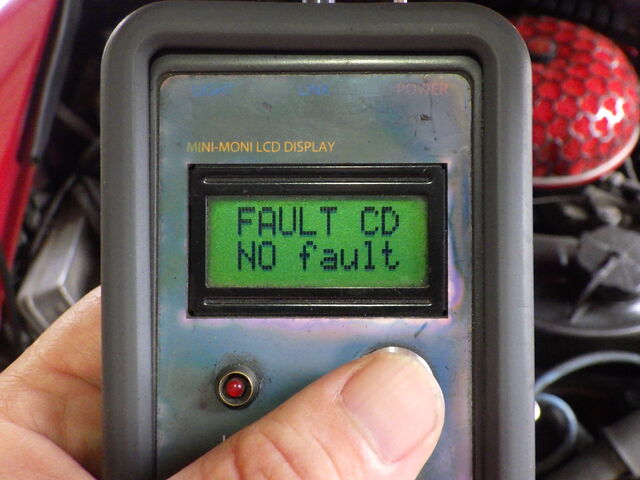 POWER
MINI-MONI LCD DISPLAY
FAULT CD
NO fault